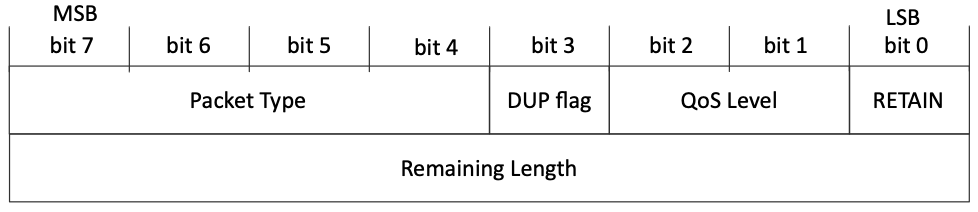 MSB LSB
bit 7 bit 6 bit 5 bit 4 bit 3 bit 2 bit 1 bit 0
Packet Type DUP flag QoS Level RETAIN
Remaining Length